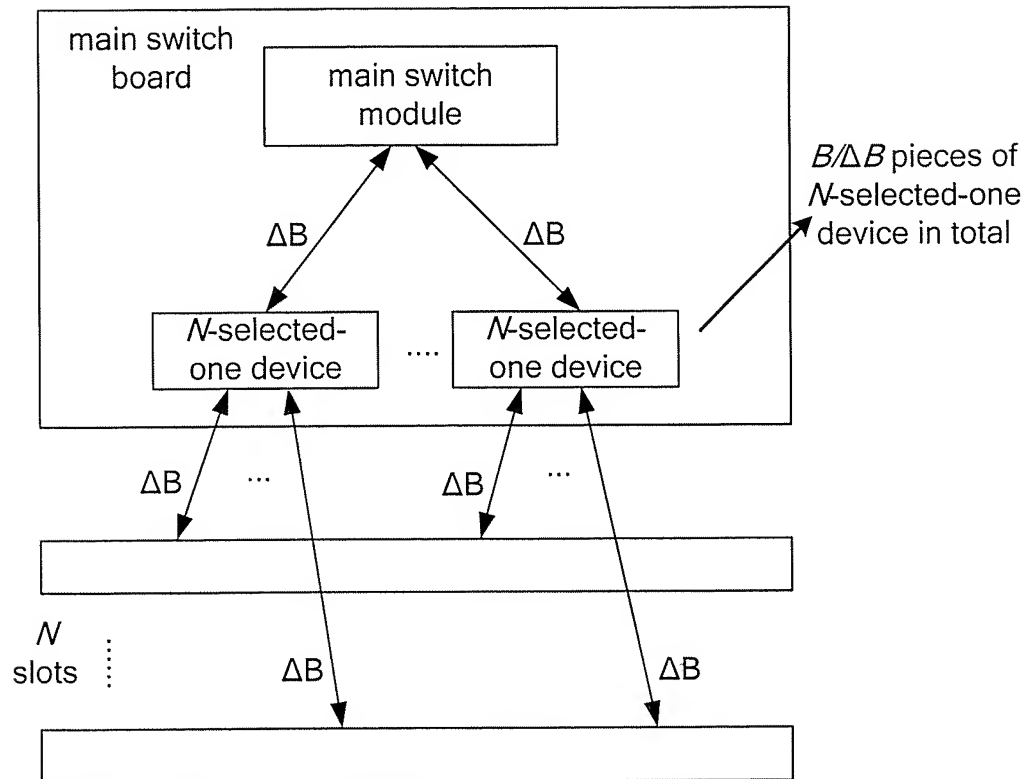 main switch
board
main switch
module
B/ΔB pieces of
N-selected-one
device in total
ΔB
ΔB
N-selected-
one device
....
N-selected-
one device
ΔB
...
ΔB
...
N
slots
ΔB
ΔB